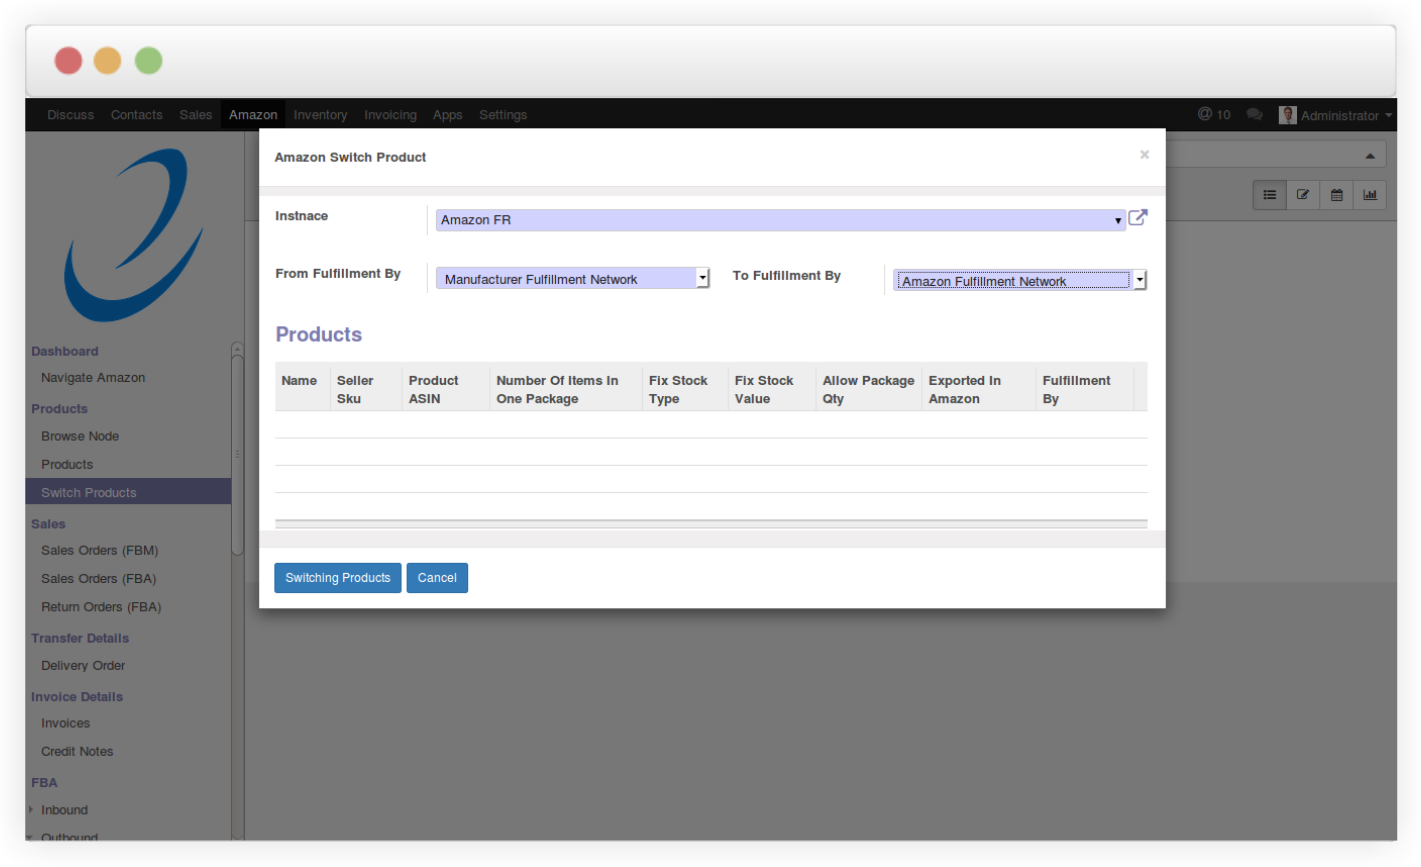 Discuss Contacts Sales Amazon Inventory Invoicing Apps Settings @ 10 Administrator
Amazon Switch Product ×
Instnace Amazon FR
From Fulfillment By Manufacturer Fulfillment Network To Fulfillment By Amazon Fulfillment Network
Products
Name Seller Sku Product ASIN Number Of Items In One Package Fix Stock Type Fix Stock Value Allow Package Qty Exported In Amazon Fulfillment By
Switching Products Cancel
Dashboard
Navigate Amazon
Products
Browse Node
Products
Switch Products
Sales
Sales Orders (FBM)
Sales Orders (FBA)
Return Orders (FBA)
Transfer Details
Delivery Order
Invoice Details
Invoices
Credit Notes
FBA
Inbound
Outbound